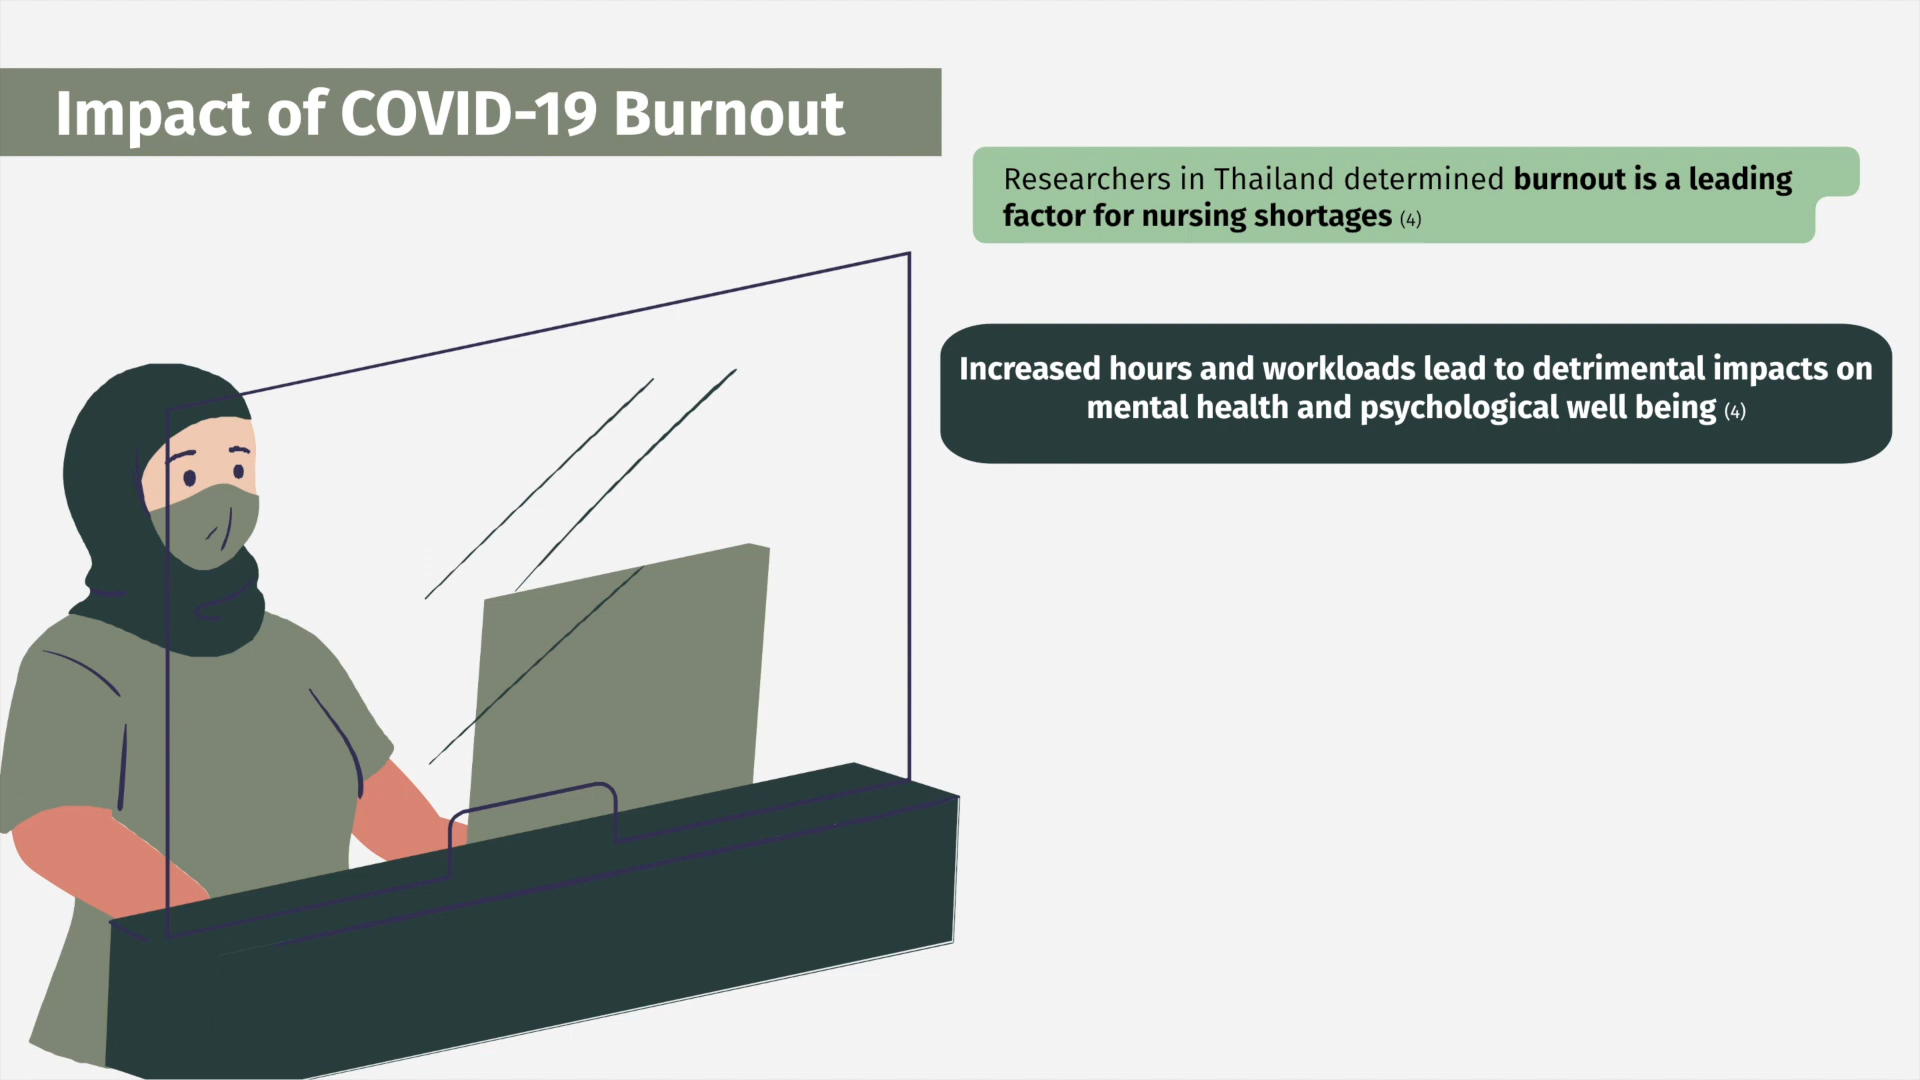 Impact of COVID-19 Burnout
Researchers in Thailand determined burnout is a leading
factor for nursing shortages (4)
Increased hours and workloads lead to detrimental impacts on
mental health and psychological well being (4)